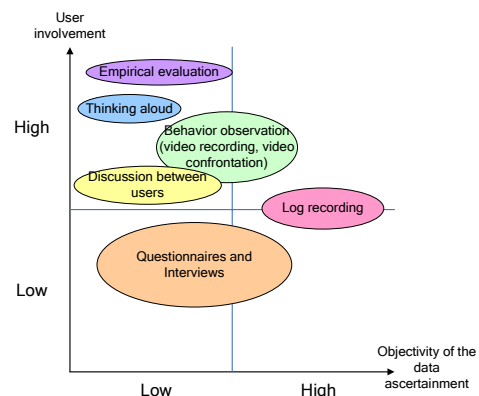 User
involvement
Empirical evaluation
Thinking aloud
High
Behavior observation
(video recording, video
confrontation)
Discussion between
users
Log recording
Questionnaires and
Interviews
Low
Objectivity of the
data
ascertainment
Low
High